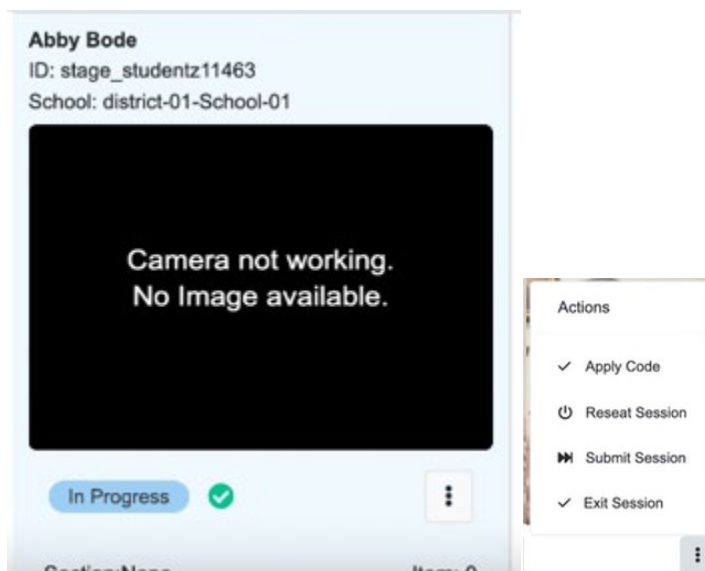 Abby Bode
ID: stage_studentz11463
School: district-01-School-01
Camera not working.
No Image available.
In Progress
Actions
Apply Code
Reseat Session
Submit Session
Exit Session